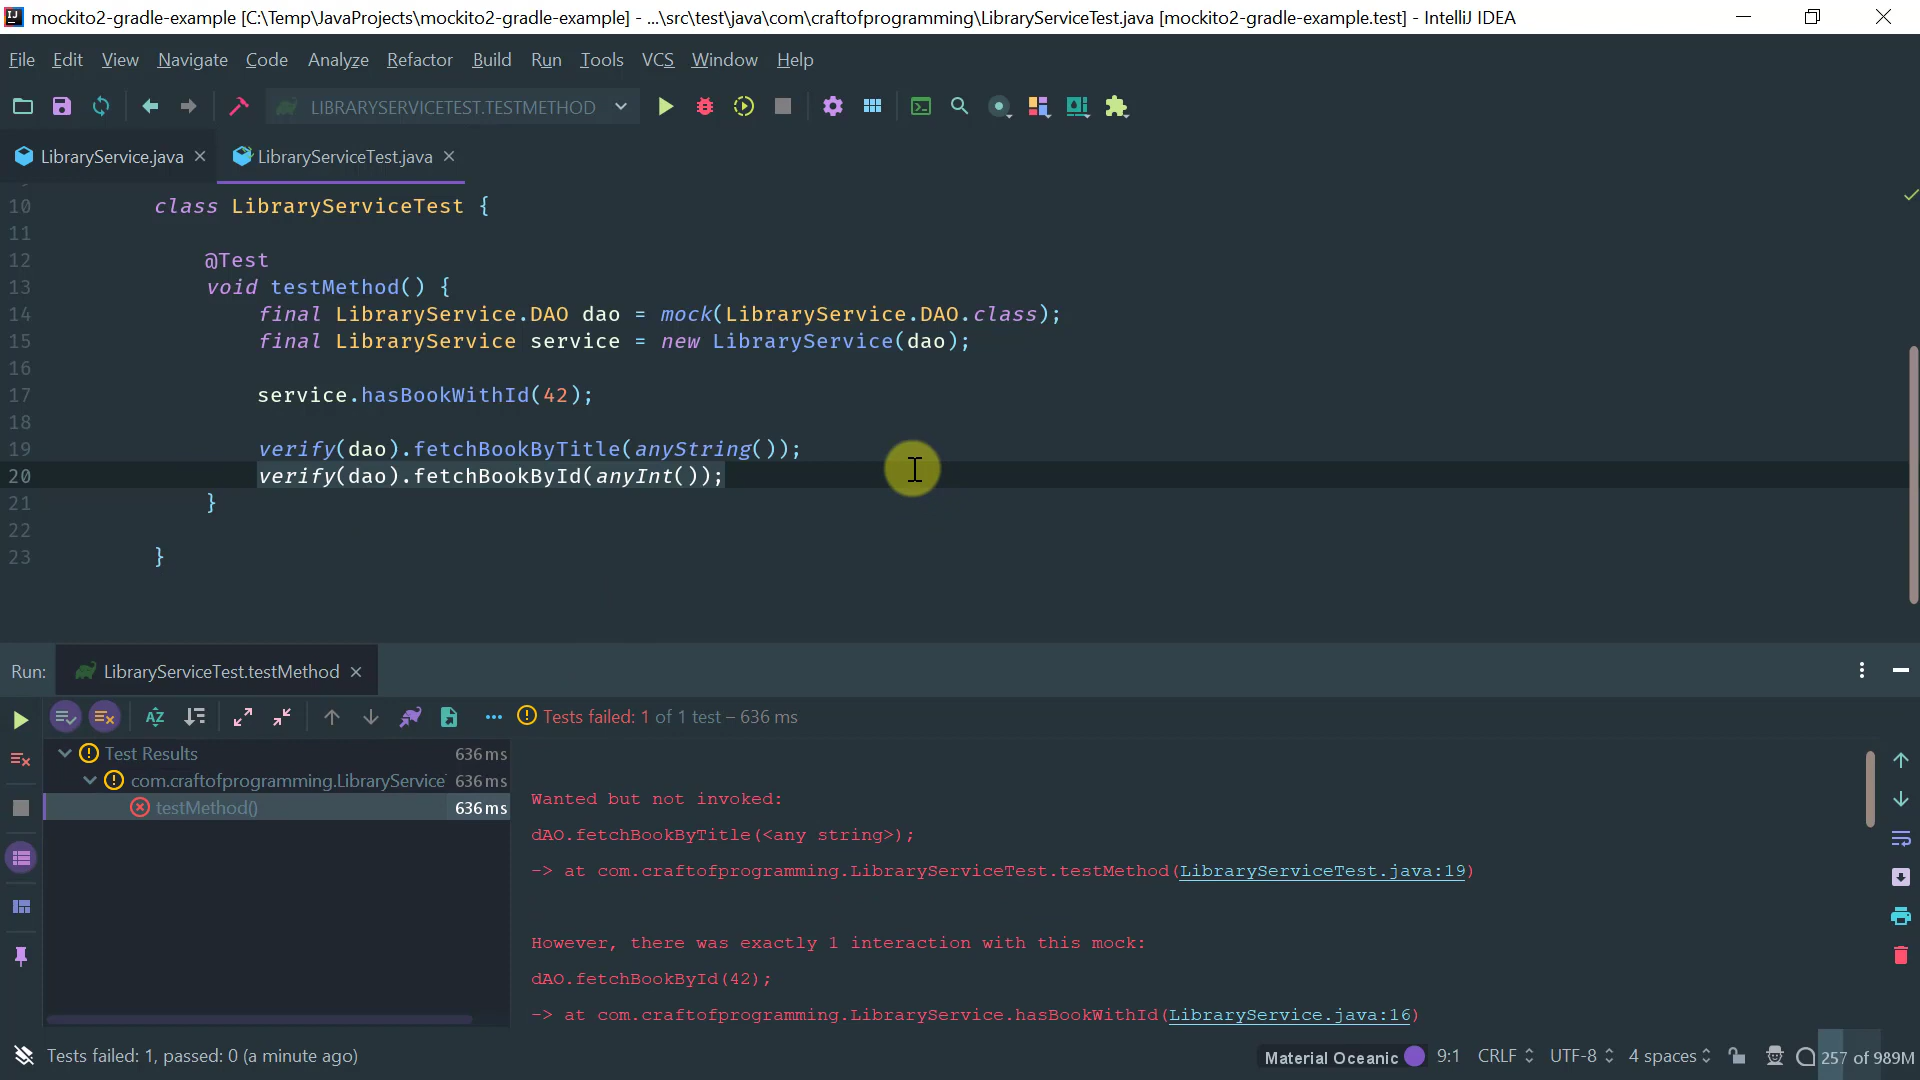 mockito2-gradle-example [C:\Temp\JavaProjects\mockito2-gradle-example] - ...\src\test\java\com\craftofprogramming\LibraryServiceTest.java [mockito2-gradle-example.test] - IntelliJ IDEA
File Edit View Navigate Code Analyze Refactor Build Run Tools VCS Window Help
LIBRARYSERVICETEST.TESTMETHOD
LibraryService.java LibraryServiceTest.java
10 class LibraryServiceTest {
11
12 @Test
13 void testMethod() {
14 final LibraryService.DAO dao = mock(LibraryService.DAO.class);
15 final LibraryService service = new LibraryService(dao);
16
17 service.hasBookWithId(42);
18
19 verify(dao).fetchBookByTitle(anyString());
20 verify(dao).fetchBookById(anyInt());
21 }
22
23 }
Run: LibraryServiceTest.testMethod
Tests failed: 1 of 1 test – 636 ms
Test Results 636 ms
com.craftofprogramming.LibraryService 636 ms
testMethod() 636 ms
Wanted but not invoked:
dAO.fetchBookByTitle(<any string>);
-> at com.craftofprogramming.LibraryServiceTest.testMethod(LibraryServiceTest.java:19)
However, there was exactly 1 interaction with this mock:
dAO.fetchBookById(42);
-> at com.craftofprogramming.LibraryService.hasBookWithId(LibraryService.java:16)
Tests failed: 1, passed: 0 (a minute ago) Material Oceanic 9:1 CRLF UTF-8 4 spaces 257 of 989M